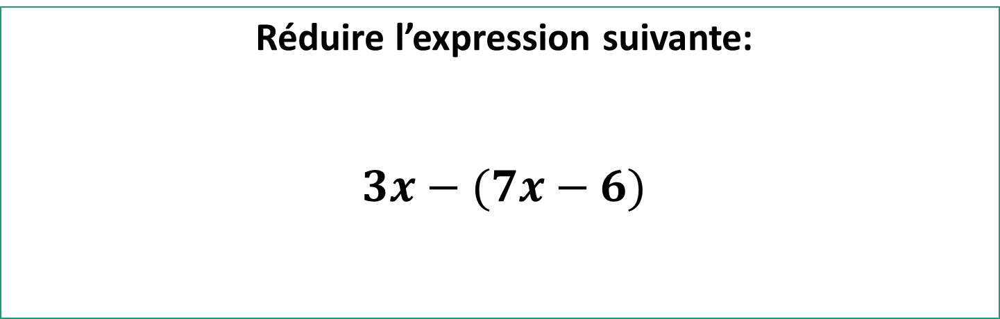 Réduire l’expression suivante:
3x − (7x − 6)